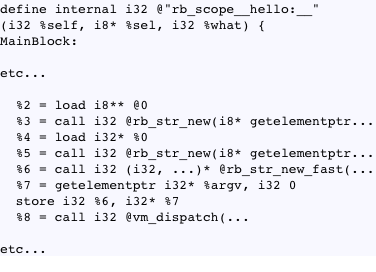 define internal i32 @"rb_scope__hello:__"
(i32 %self, i8* %sel, i32 %what) {
MainBlock:
etc...
%2 = load i8** @0
%3 = call i32 @rb_str_new(i8* getelementptr...
%4 = load i32* %0
%5 = call i32 @rb_str_new(i8* getelementptr...
%6 = call i32 (i32, ...)* @rb_str_new_fast(...
%7 = getelementptr i32* %argv, i32 0
store i32 %6, i32* %7
%8 = call i32 @vm_dispatch(...
etc...